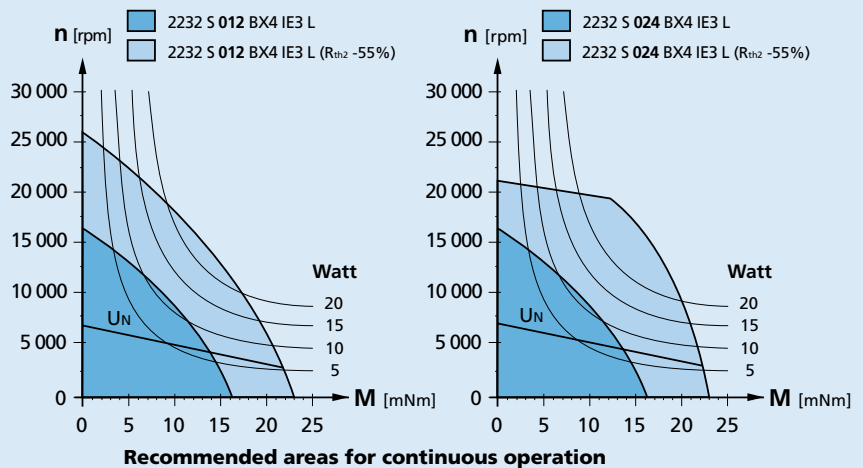 2232 S 012 BX4 IE3 L
2232 S 012 BX4 IE3 L (Rth2 -55%)
n [rpm]
30 000
25 000
20 000
15 000
10 000
5 000
0
UN
Watt
20
15
10
5
0 5 10 15 20 25
M [mNm]
2232 S 024 BX4 IE3 L
2232 S 024 BX4 IE3 L (Rth2 -55%)
n [rpm]
30 000
25 000
20 000
15 000
10 000
5 000
0
UN
Watt
20
15
10
5
0 5 10 15 20 25
M [mNm]
Recommended areas for continuous operation